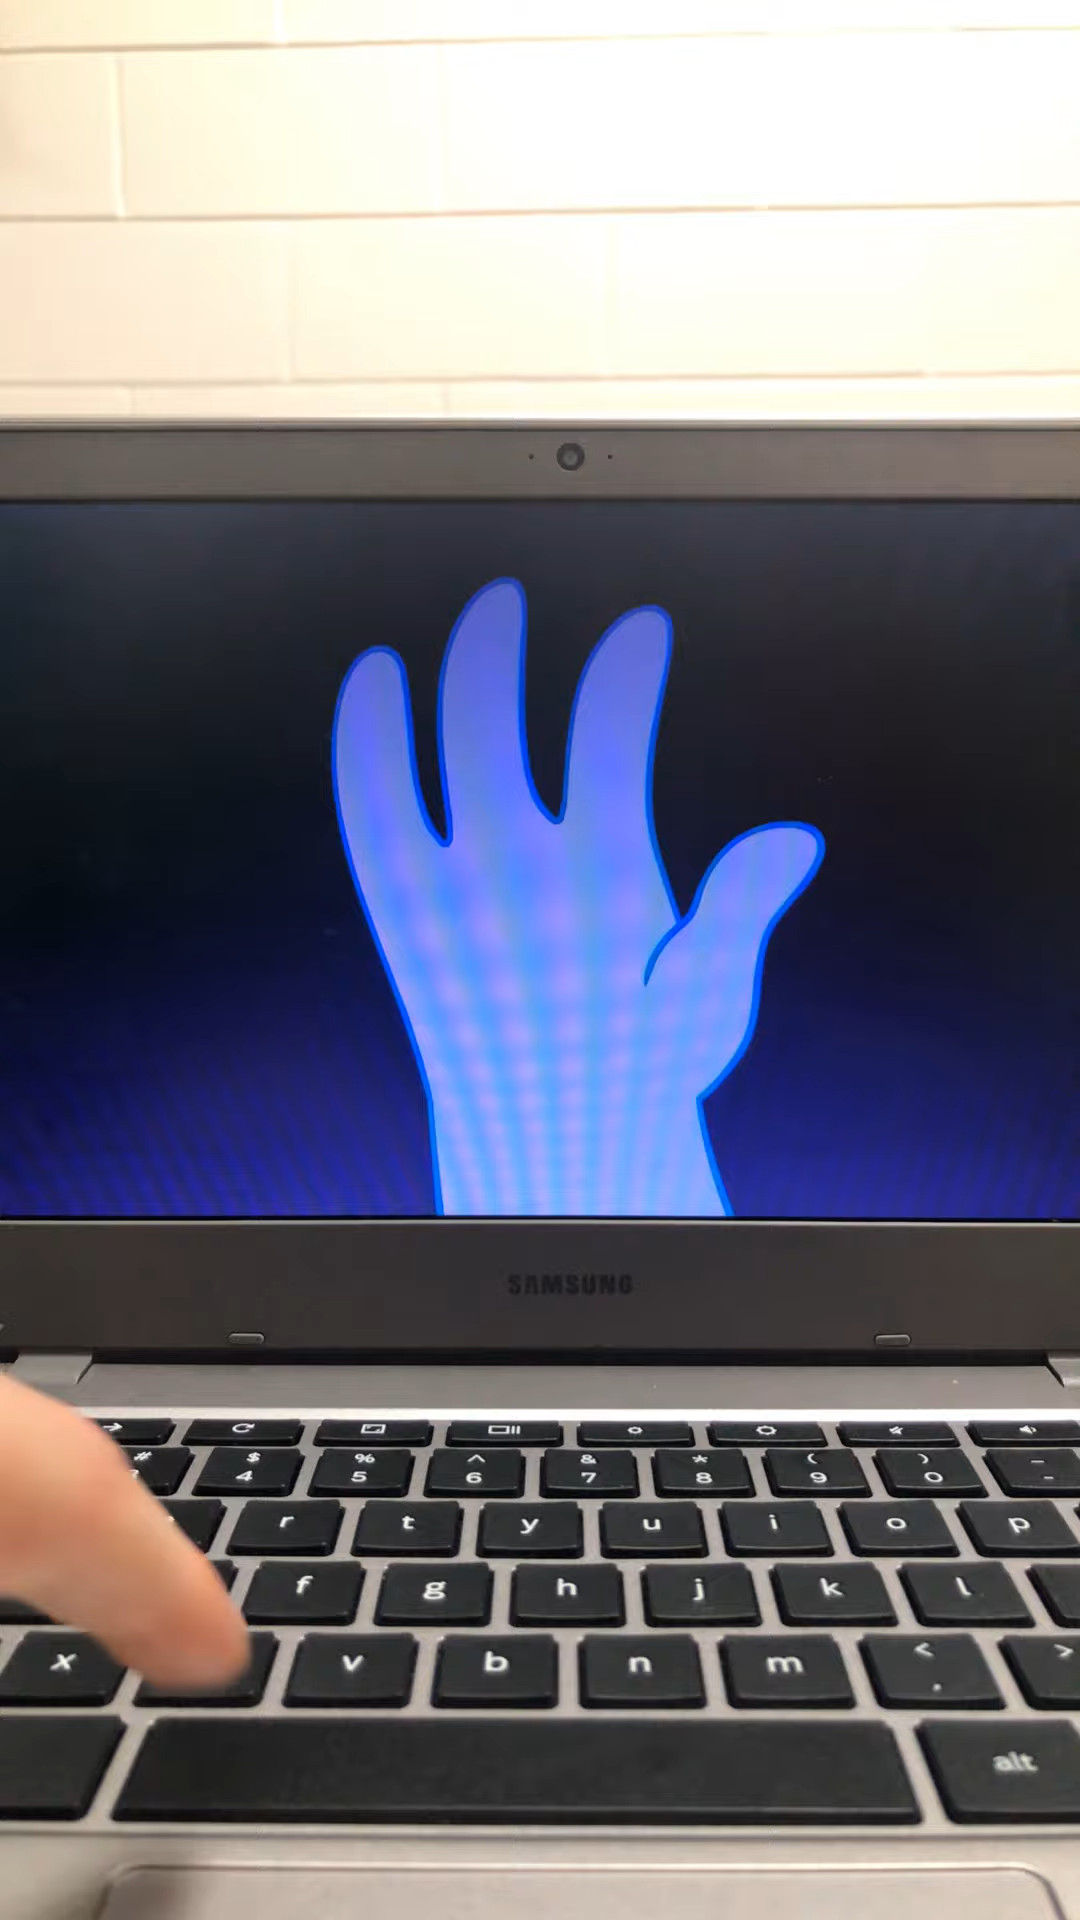 SAMSUNG
#
$ % ^ & * ( ) _
4 5 6 7 8 9 0 -
r t y u i o p
f g h j k l
x v b n m < >
,
alt